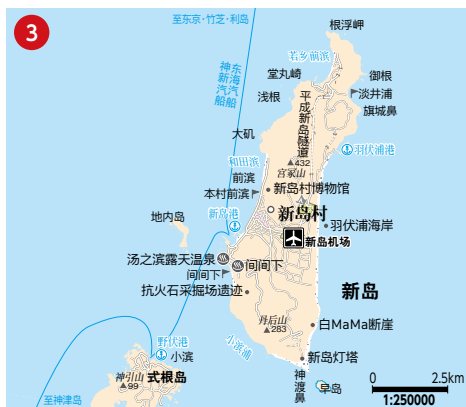 3
至东京·竹芝·利岛
根浮岬
若乡前滨
堂丸崎
御根
浅根
淡井浦
旗城鼻
东海汽船
神新汽船
平成新岛隧道
大矶
羽伏浦港
和田滨
432
宫家山
前滨
新岛村博物馆
本村前滨
新岛港
新岛村
地内岛
羽伏浦海岸
新岛机场
汤之滨露天温泉
间间下
间间下
抗火石采掘场遗迹
新岛
丹后山
283
白MaMa断崖
小滨浦
野伏港
小滨
新岛灯塔
神引山
99
式根岛
神渡鼻
早岛
至神津岛
0 2.5km
1:250000